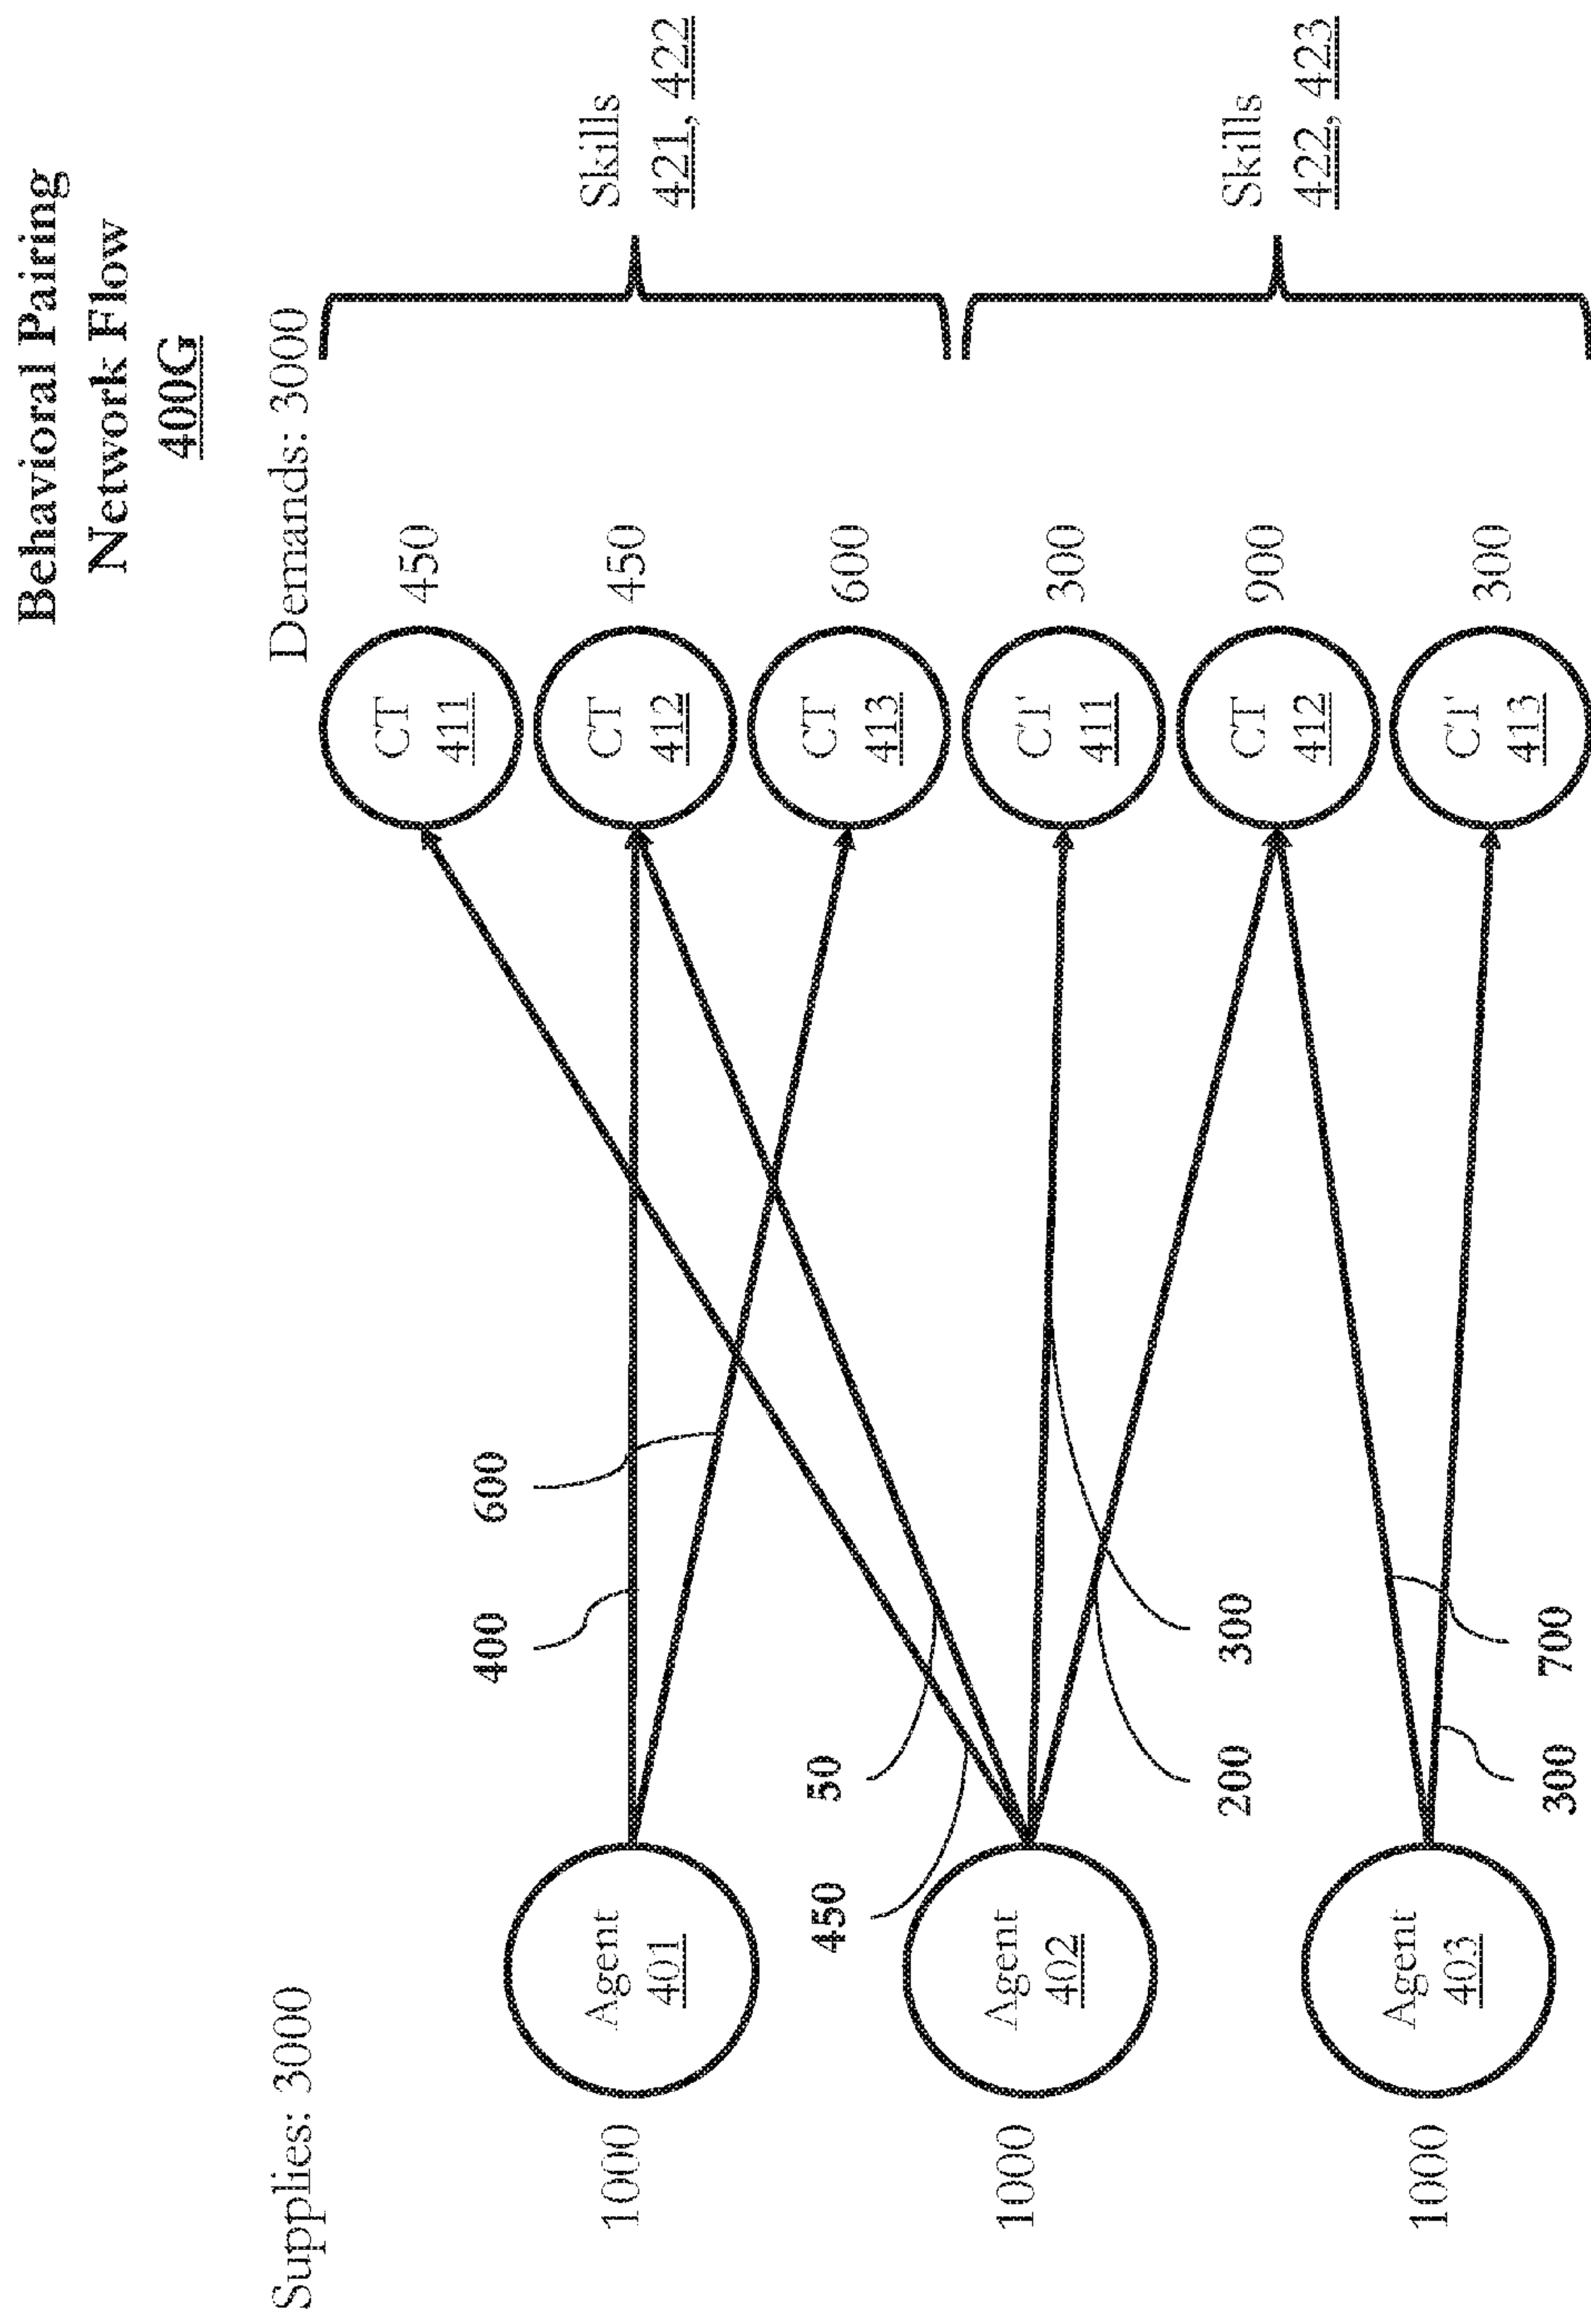 Behavioral Pairing
Network Flow
400G
Supplies: 3000
Demands: 3000
1000
Agent
401
1000
Agent
402
1000
Agent
403
400
600
450
50
200
300
300
700
CT
411
450
CT
412
450
CT
413
600
CT
411
300
CT
412
900
CT
413
300
Skills
421, 422
Skills
422, 423